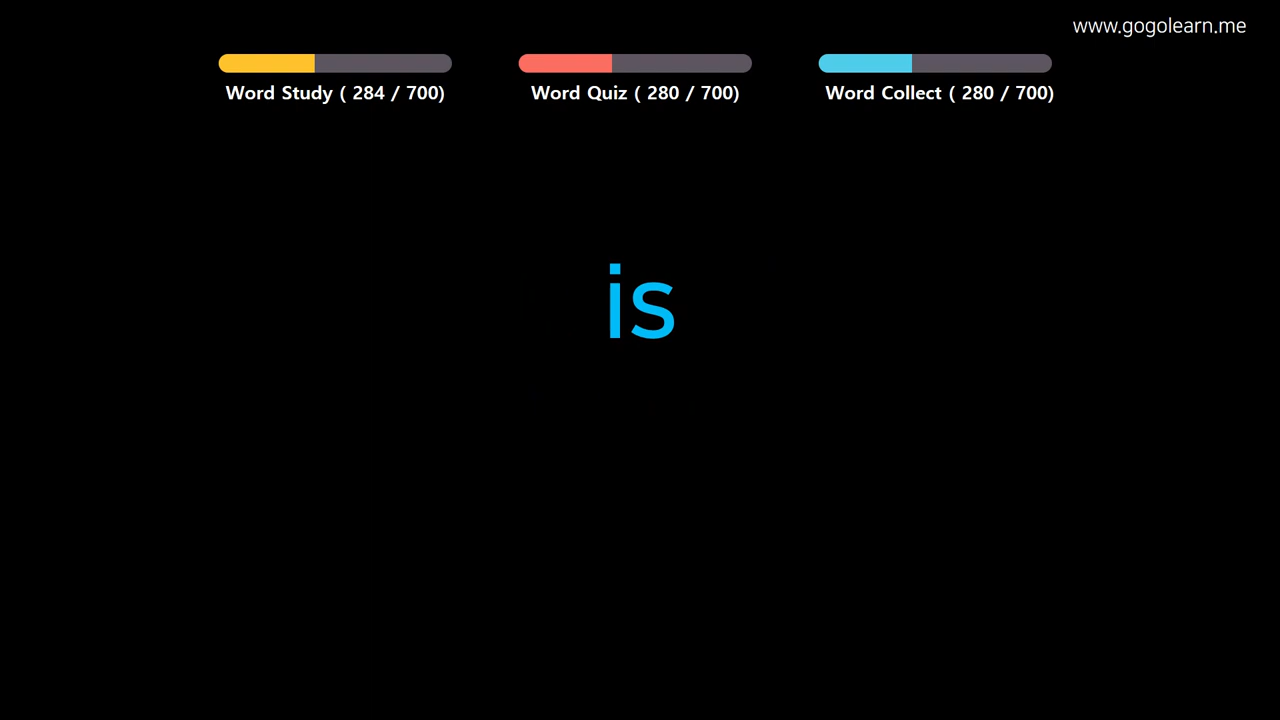 www.gogolearn.me
Word Study ( 284 / 700)
Word Quiz ( 280 / 700)
Word Collect ( 280 / 700)
is